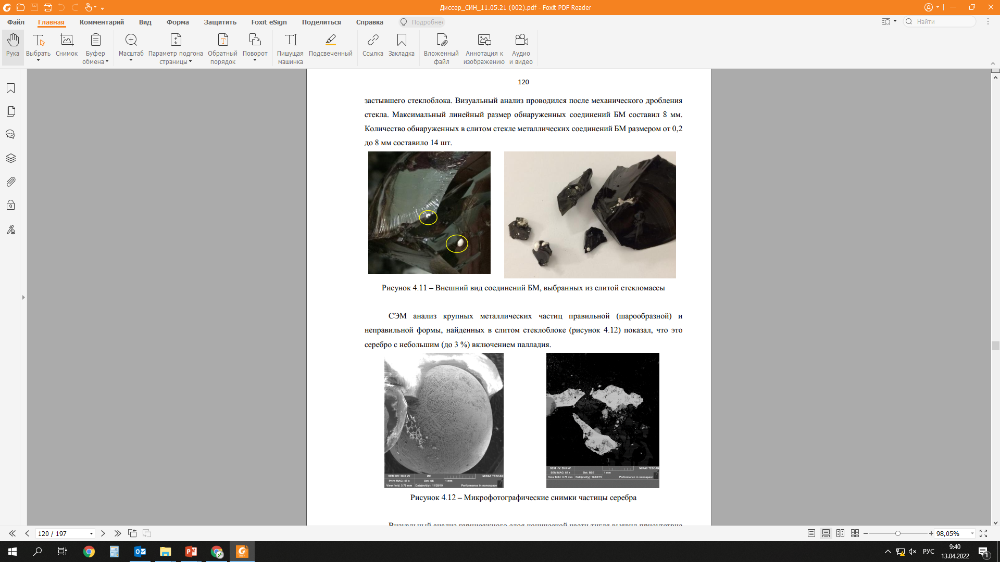 Диссер_СИН_11.05.21 (002).pdf - Foxit PDF Reader
Файл Главная Комментарий Вид Форма Защитить Foxit eSign Поделиться Справка Подробнее Найти
Рука Выбрать Снимок Буфер обмена Масштаб Параметр подгона страницы Обратный порядок Поворот Пишущая машинка Подсвеченный Ссылка Закладка Вложенный файл Аннотация к изображению Аудио и видео
120
застывшего стеклоблока. Визуальный анализ проводился после механического дробления
стекла. Максимальный линейный размер обнаруженных соединений БМ составил 8 мм.
Количество обнаруженных в слитом стекле металлических соединений БМ размером от 0,2
до 8 мм составило 14 шт.
Рисунок 4.11 – Внешний вид соединений БМ, выбранных из слитой стекломассы
СЭМ анализ крупных металлических частиц правильной (шарообразной) и
неправильной формы, найденных в слитом стеклоблоке (рисунок 4.12) показал, что это
серебро с небольшим (до 3 %) включением палладия.
SEM HV: 20.0 kV ИС MIRA3 TESCAN
Print MAG: 47 x Det: SE 1 mm
View field: 3.78 mm Date(m/d/y): 11/28/19 Performance in nanospace
SEM HV: 20.0 kV MIRA3 TESCAN
SEM MAG: 92 x Det: BSE 1 mm
View field: 3.70 mm Date(m/d/y): 12/03/19 Performance in nanospace
Рисунок 4.12 – Микрофотографические снимки частицы серебра
Визуальный анализ гарнисажного слоя конической части тигля выявил присутствие
120 / 197 98,05%
РУС 9:40
13.04.2022 1